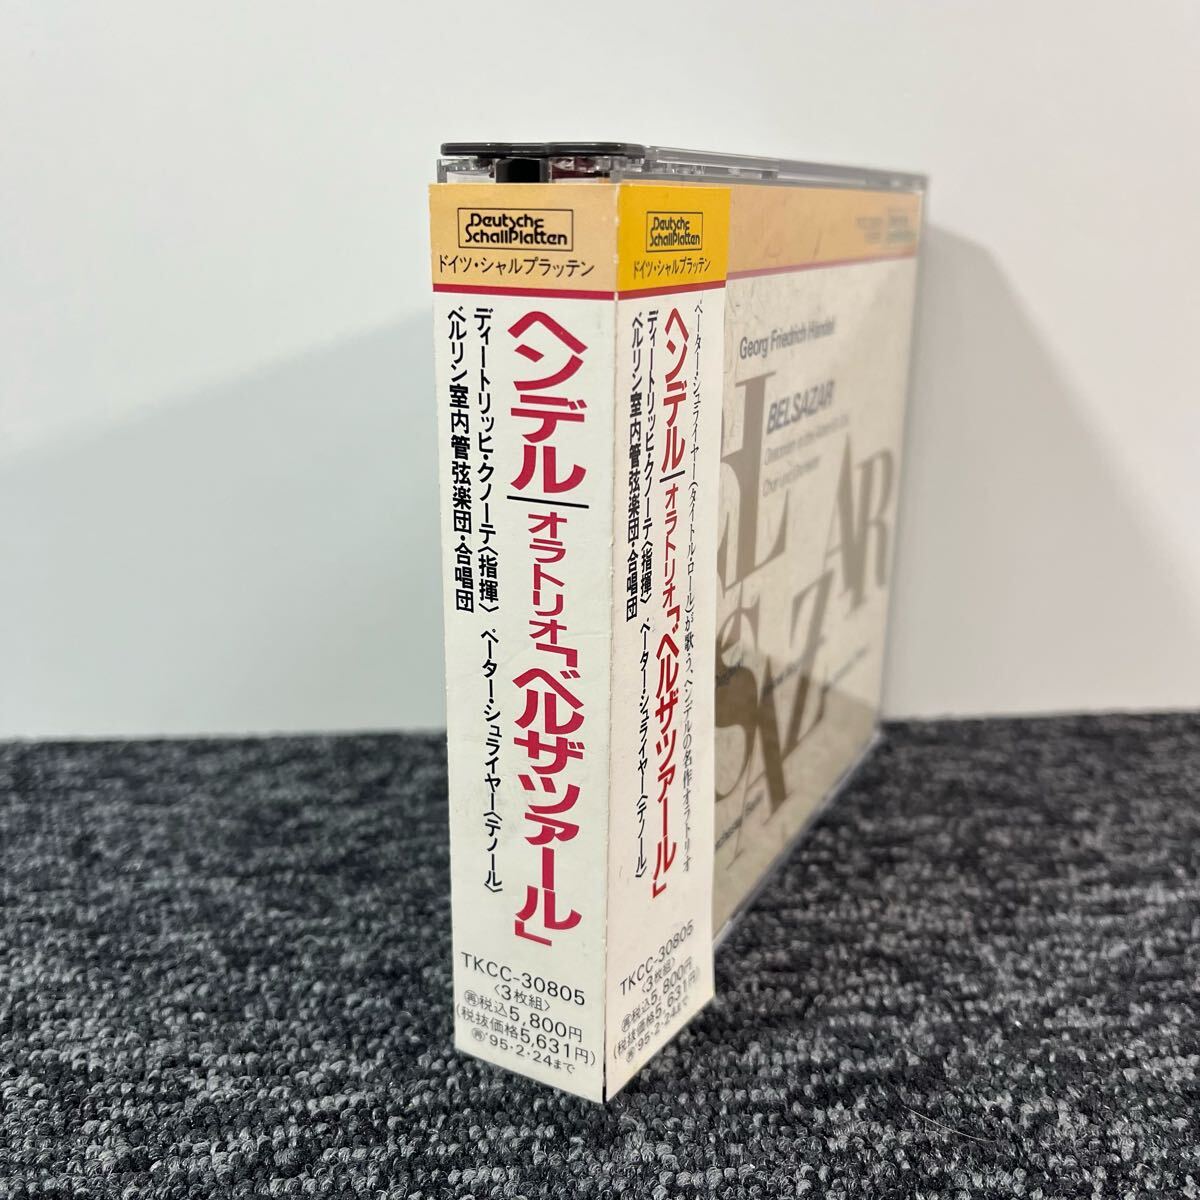 Deutsche
SchallPlatten
ドイツ・シャルプラッテン
ヘンデル オラトリオ「ベルザツァール」
ディートリッヒ・クノーテ〈指揮〉 ペーター・シュライヤー〈テノール〉
ベルリン室内管弦楽団・合唱団
TKCC-30805
〈3枚組〉
㊢税込5,800円
(税抜価格5,631円)
㊢'95・2・24まで
Deutsche
SchallPlatten
ドイツ・シャルプラッテン
ペーター・シュライヤー(タイトル・ロール)が歌う、ヘンデルの名作オラトリオ
ヘンデル オラトリオ「ベルザツァール」
ディートリッヒ・クノーテ〈指揮〉 ペーター・シュライヤー〈テノール〉
ベルリン室内管弦楽団・合唱団
TKCC-30805
〈3枚組〉
㊢税込5,800円
(税抜価格5,631円)
㊢'95・2・24まで
Georg Friedrich Händel
BELSAZAR